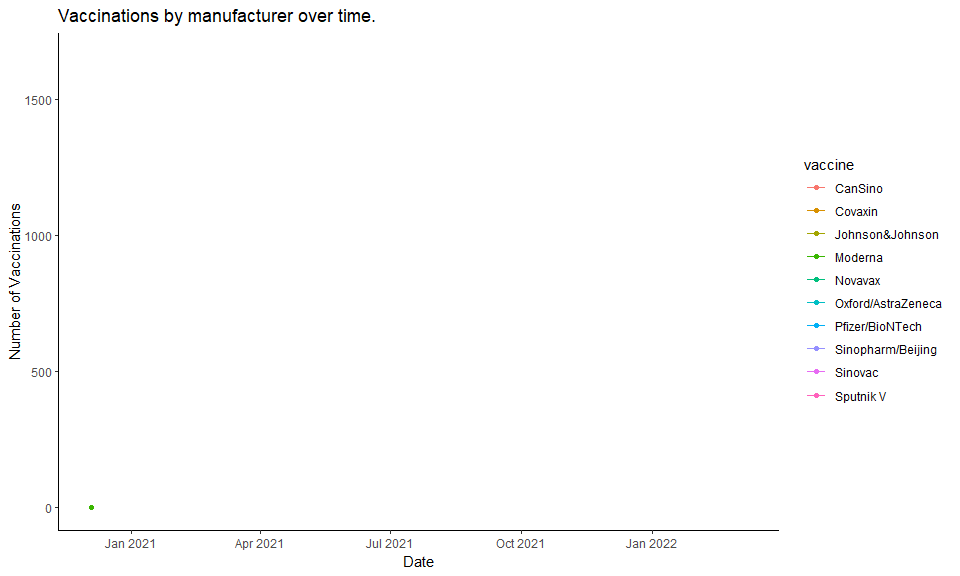 Vaccinations by manufacturer over time.
Number of Vaccinations
1500
1000
500
0
Jan 2021
Apr 2021
Jul 2021
Oct 2021
Jan 2022
Date
vaccine
CanSino
Covaxin
Johnson&Johnson
Moderna
Novavax
Oxford/AstraZeneca
Pfizer/BioNTech
Sinopharm/Beijing
Sinovac
Sputnik V